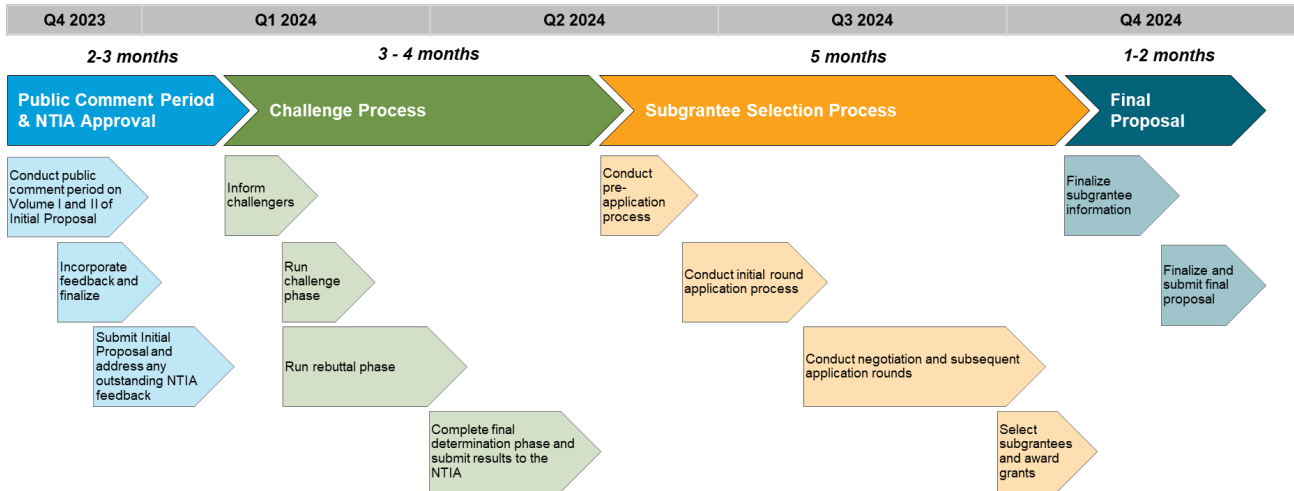 Q4 2023
Q1 2024
Q2 2024
Q3 2024
Q4 2024
2-3 months
3 - 4 months
5 months
1-2 months
Public Comment Period
& NTIA Approval
Challenge Process
Subgrantee Selection Process
Final
Proposal
Conduct public
comment period on
Volume I and II of
Initial Proposal
Inform
challengers
Conduct
pre-
application
process
Finalize
subgrantee
information
Incorporate
feedback and
finalize
Run
challenge
phase
Conduct initial round
application process
Finalize and
submit final
proposal
Submit Initial
Proposal and
address any
outstanding NTIA
feedback
Run rebuttal phase
Conduct negotiation and subsequent
application rounds
Complete final
determination phase and
submit results to the
NTIA
Select
subgrantees
and award
grants